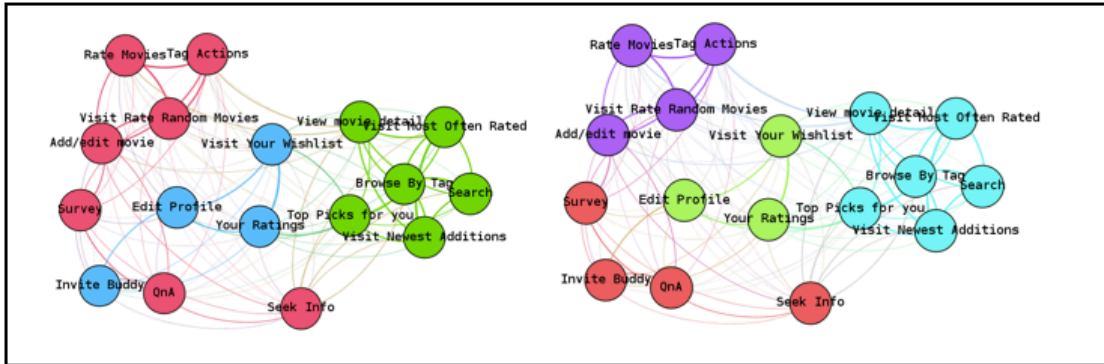 Rate Movies
Tag Actions
Visit Rate Random Movies
Add/edit movie
Visit Your Wishlist
View movie detail
Visit Most Often Rated
Browse By Tag
Search
Survey
Edit Profile
Your Ratings
Top Picks for you
Visit Newest Additions
Invite Buddy
QnA
Seek Info
Rate Movies
Tag Actions
Visit Rate Random Movies
Add/edit movie
Visit Your Wishlist
View movie detail
Visit Most Often Rated
Browse By Tag
Search
Survey
Edit Profile
Your Ratings
Top Picks for you
Visit Newest Additions
Invite Buddy
QnA
Seek Info